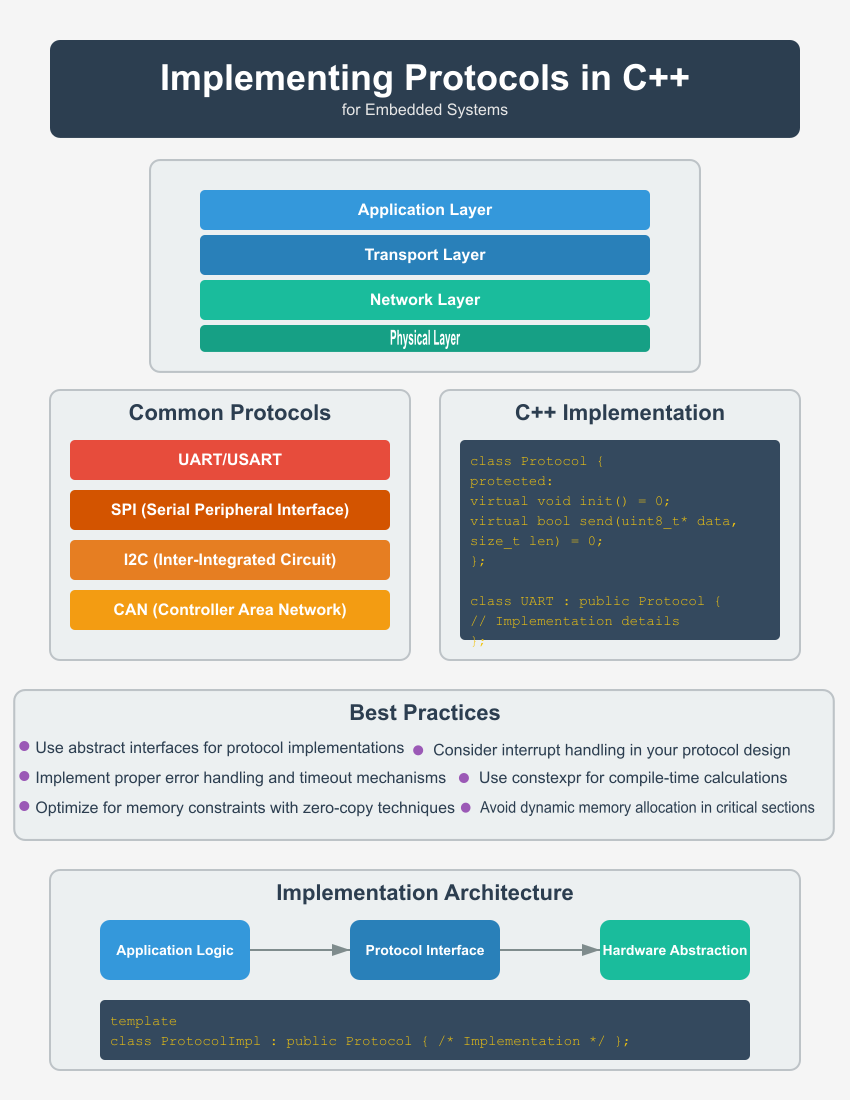 Implementing Protocols in C++
for Embedded Systems
Application Layer
Transport Layer
Network Layer
Physical Layer
Common Protocols
UART/USART
SPI (Serial Peripheral Interface)
I2C (Inter-Integrated Circuit)
CAN (Controller Area Network)
C++ Implementation
class Protocol {
protected:
virtual void init() = 0;
virtual bool send(uint8_t* data,
size_t len) = 0;
};
class UART : public Protocol {
// Implementation details
};
Best Practices
Use abstract interfaces for protocol implementations
Consider interrupt handling in your protocol design
Implement proper error handling and timeout mechanisms
Use constexpr for compile-time calculations
Optimize for memory constraints with zero-copy techniques
Avoid dynamic memory allocation in critical sections
Implementation Architecture
Application Logic
Protocol Interface
Hardware Abstraction
template
class ProtocolImpl : public Protocol { /* Implementation */ };